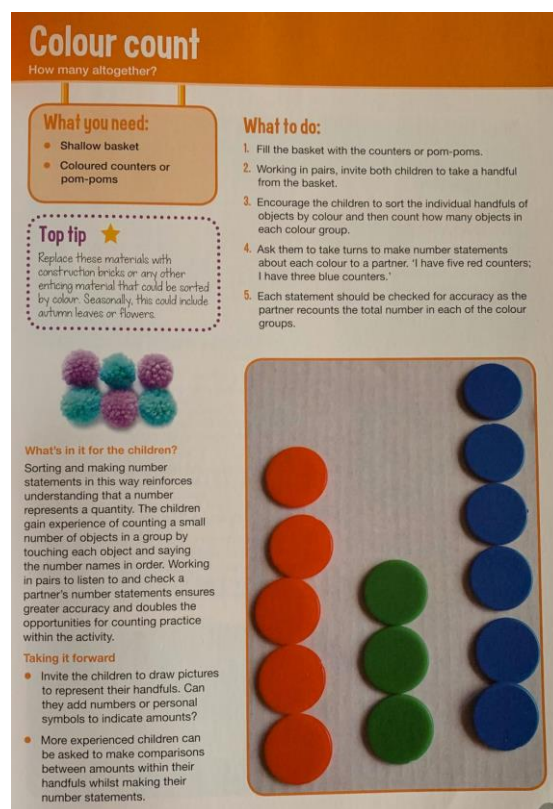 Colour count
How many altogether?
What you need:
• Shallow basket
• Coloured counters or
pom-poms
Top tip
Replace these materials with
construction bricks or any other
enticing material that could be sorted
by colour. Seasonally, this could include
autumn leaves or flowers.
What's in it for the children?
Sorting and making number
statements in this way reinforces
understanding that a number
represents a quantity. The children
gain experience of counting a small
number of objects in a group by
touching each object and saying
the number names in order. Working
in pairs to listen to and check a
partner's number statements ensures
greater accuracy and doubles the
opportunities for counting practice
within the activity.
Taking it forward
• Invite the children to draw pictures
to represent their handfuls. Can
they add numbers or personal
symbols to indicate amounts?
• More experienced children can
be asked to make comparisons
between amounts within their
handfuls whilst making their
number statements.
What to do:
1. Fill the basket with the counters or pom-poms.
2. Working in pairs, invite both children to take a handful
from the basket.
3. Encourage the children to sort the individual handfuls of
objects by colour and then count how many objects in
each colour group.
4. Ask them to take turns to make number statements
about each colour to a partner. 'I have five red counters;
I have three blue counters.'
5. Each statement should be checked for accuracy as the
partner recounts the total number in each of the colour
groups.